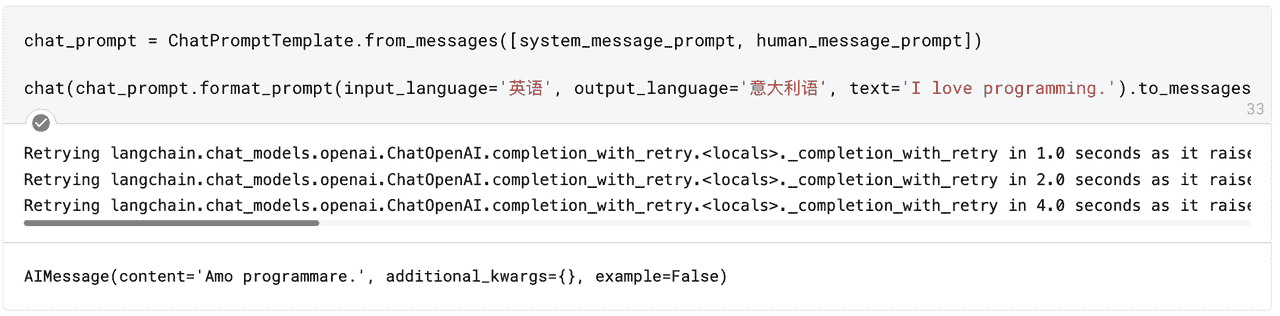 chat_prompt = ChatPromptTemplate.from_messages([system_message_prompt, human_message_prompt])
chat(chat_prompt.format_prompt(input_language='英语', output_language='意大利语', text='I love programming.').to_messages
33
Retrying langchain.chat_models.openai.ChatOpenAI.completion_with_retry.<locals>._completion_with_retry in 1.0 seconds as it raise
Retrying langchain.chat_models.openai.ChatOpenAI.completion_with_retry.<locals>._completion_with_retry in 2.0 seconds as it raise
Retrying langchain.chat_models.openai.ChatOpenAI.completion_with_retry.<locals>._completion_with_retry in 4.0 seconds as it raise
AIMessage(content='Amo programmare.', additional_kwargs={}, example=False)